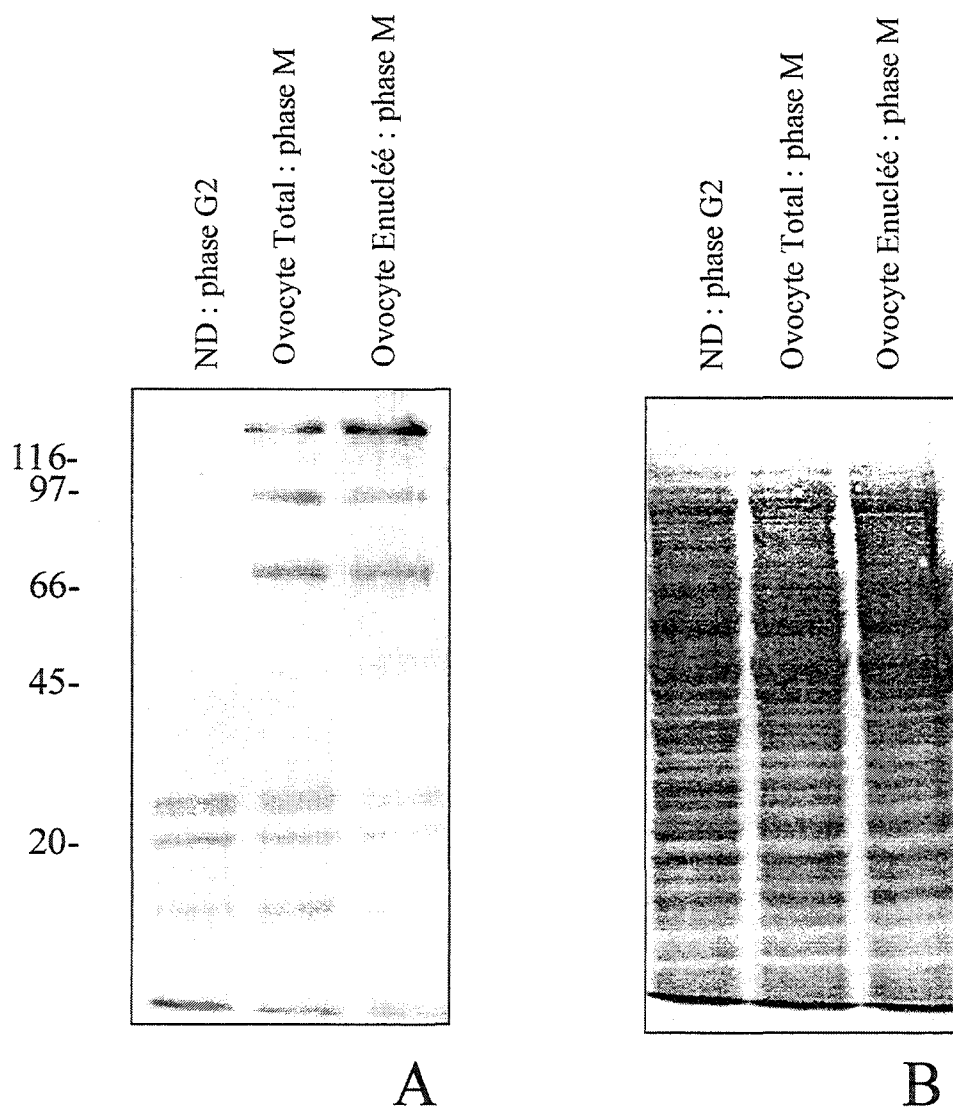 ND : phase G2
Ovocyte Total : phase M
Ovocyte Enucléé : phase M
ND : phase G2
Ovocyte Total : phase M
Ovocyte Enucléé : phase M
116-
97-
66-
45-
20-
A
B